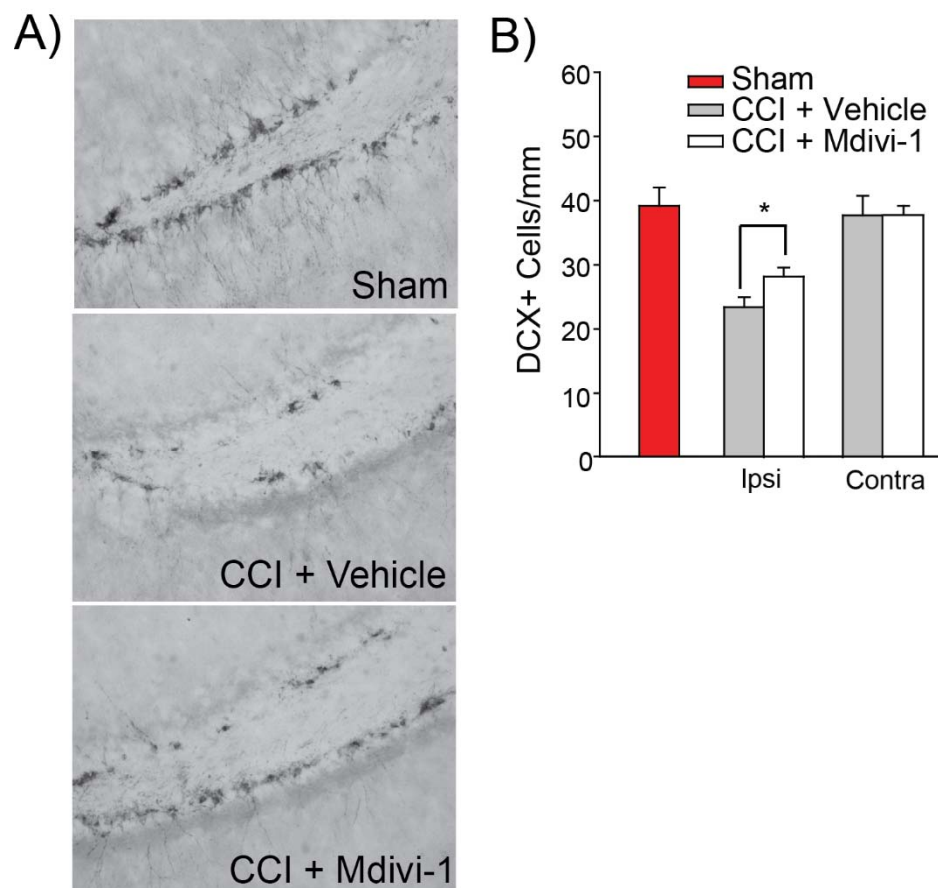 A)
Sham
CCI + Vehicle
CCI + Mdivi-1
B)
DCX+ Cells/mm
60
50
40
30
20
10
0
Sham
CCI + Vehicle
CCI + Mdivi-1
*
Ipsi
Contra